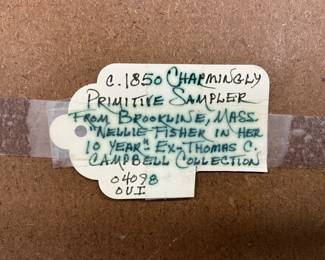 c.1850 CHARMINGLY
PRIMITIVE SAMPLER
FROM BROOKLINE, MASS.
"NELLIE FISHER IN HER
10 YEAR" EX-THOMAS C.
CAMPBELL COLLECTION
04098
OUI